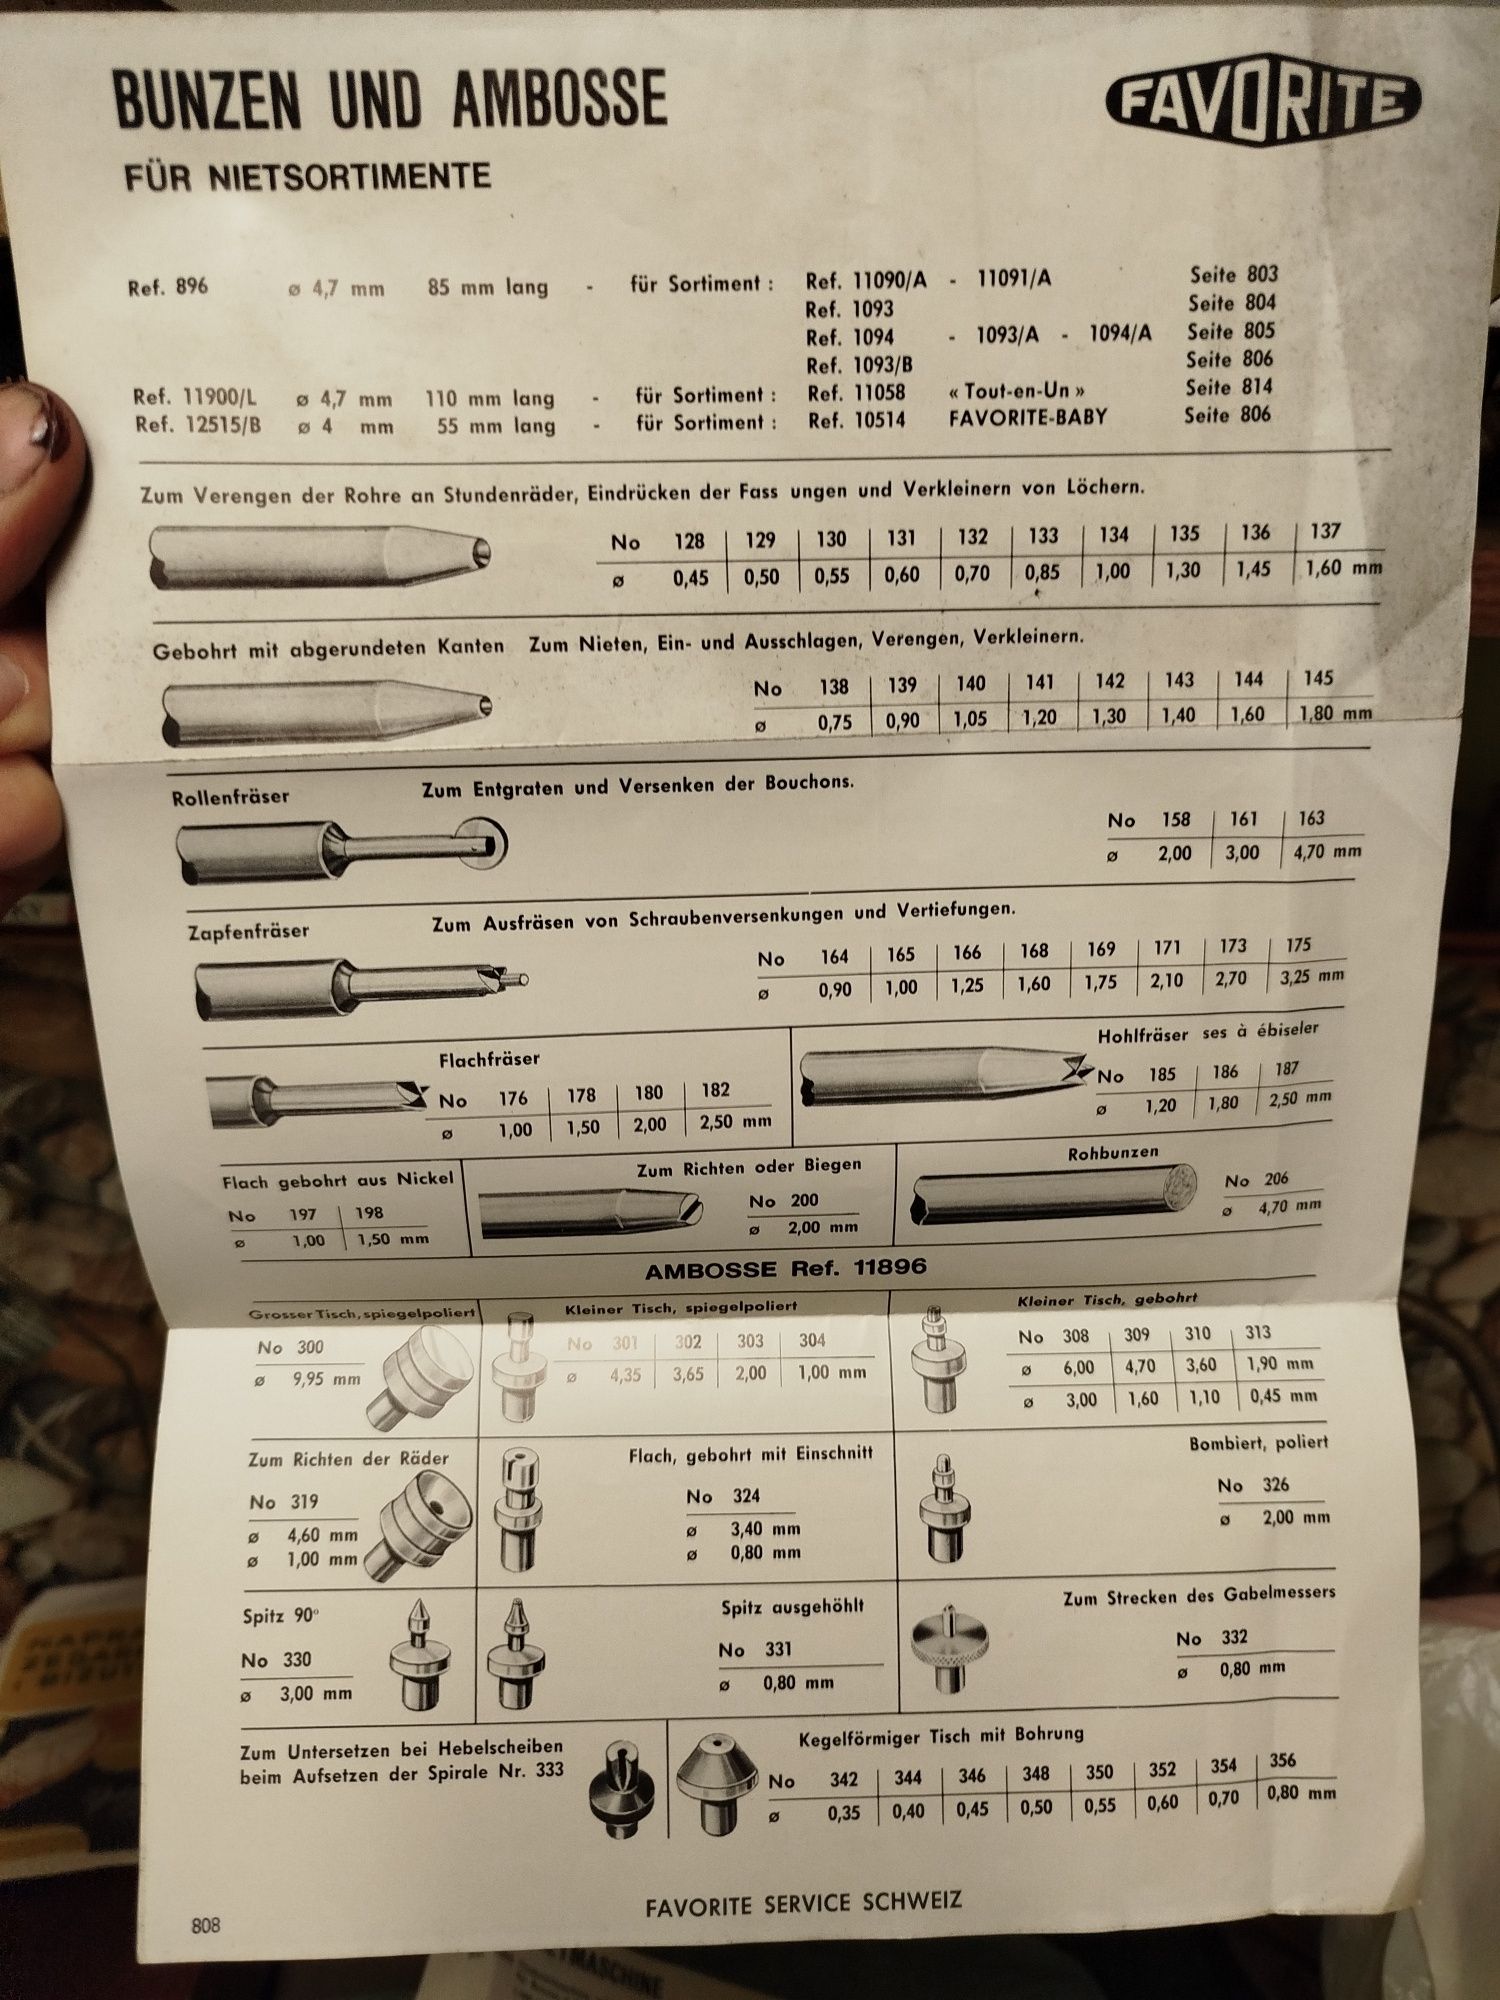 BUNZEN UND AMBOSSE
FAVORITE
FÜR NIETSORTIMENTE
Ref. 896 ø 4,7 mm 85 mm lang - für Sortiment : Ref. 11090/A - 11091/A Seite 803
Ref. 1093 Seite 804
Ref. 1094 - 1093/A - 1094/A Seite 805
Ref. 1093/B Seite 806
Ref. 11900/L ø 4,7 mm 110 mm lang - für Sortiment : Ref. 11058 « Tout-en-Un » Seite 814
Ref. 12515/B ø 4 mm 55 mm lang - für Sortiment : Ref. 10514 FAVORITE-BABY Seite 806
Zum Verengen der Rohre an Stundenräder, Eindrücken der Fass ungen und Verkleinern von Löchern.
No 128 129 130 131 132 133 134 135 136 137
ø 0,45 0,50 0,55 0,60 0,70 0,85 1,00 1,30 1,45 1,60 mm
Gebohrt mit abgerundeten Kanten Zum Nieten, Ein- und Ausschlagen, Verengen, Verkleinern.
No 138 139 140 141 142 143 144 145
ø 0,75 0,90 1,05 1,20 1,30 1,40 1,60 1,80 mm
Rollenfräser Zum Entgraten und Versenken der Bouchons.
No 158 161 163
ø 2,00 3,00 4,70 mm
Zapfenfräser Zum Ausfräsen von Schraubenversenkungen und Vertiefungen.
No 164 165 166 168 169 171 173 175
ø 0,90 1,00 1,25 1,60 1,75 2,10 2,70 3,25 mm
Flachfräser
No 176 178 180 182
ø 1,00 1,50 2,00 2,50 mm
Hohlfräser ses à ébiseler
No 185 186 187
ø 1,20 1,80 2,50 mm
Flach gebohrt aus Nickel
No 197 198
ø 1,00 1,50 mm
Zum Richten oder Biegen
No 200
ø 2,00 mm
Rohbunzen
No 206
ø 4,70 mm
AMBOSSE Ref. 11896
Grosser Tisch, spiegelpoliert
No 300
ø 9,95 mm
Kleiner Tisch, spiegelpoliert
No 301 302 303 304
ø 4,35 3,65 2,00 1,00 mm
Kleiner Tisch, gebohrt
No 308 309 310 313
ø 6,00 4,70 3,60 1,90 mm
ø 3,00 1,60 1,10 0,45 mm
Zum Richten der Räder
No 319
ø 4,60 mm
ø 1,00 mm
Flach, gebohrt mit Einschnitt
No 324
ø 3,40 mm
ø 0,80 mm
Bombiert, poliert
No 326
ø 2,00 mm
Spitz 90°
No 330
ø 3,00 mm
Spitz ausgehöhlt
No 331
ø 0,80 mm
Zum Strecken des Gabelmessers
No 332
ø 0,80 mm
Zum Untersetzen bei Hebelscheiben
beim Aufsetzen der Spirale Nr. 333
Kegelförmiger Tisch mit Bohrung
No 342 344 346 348 350 352 354 356
ø 0,35 0,40 0,45 0,50 0,55 0,60 0,70 0,80 mm
FAVORITE SERVICE SCHWEIZ
808